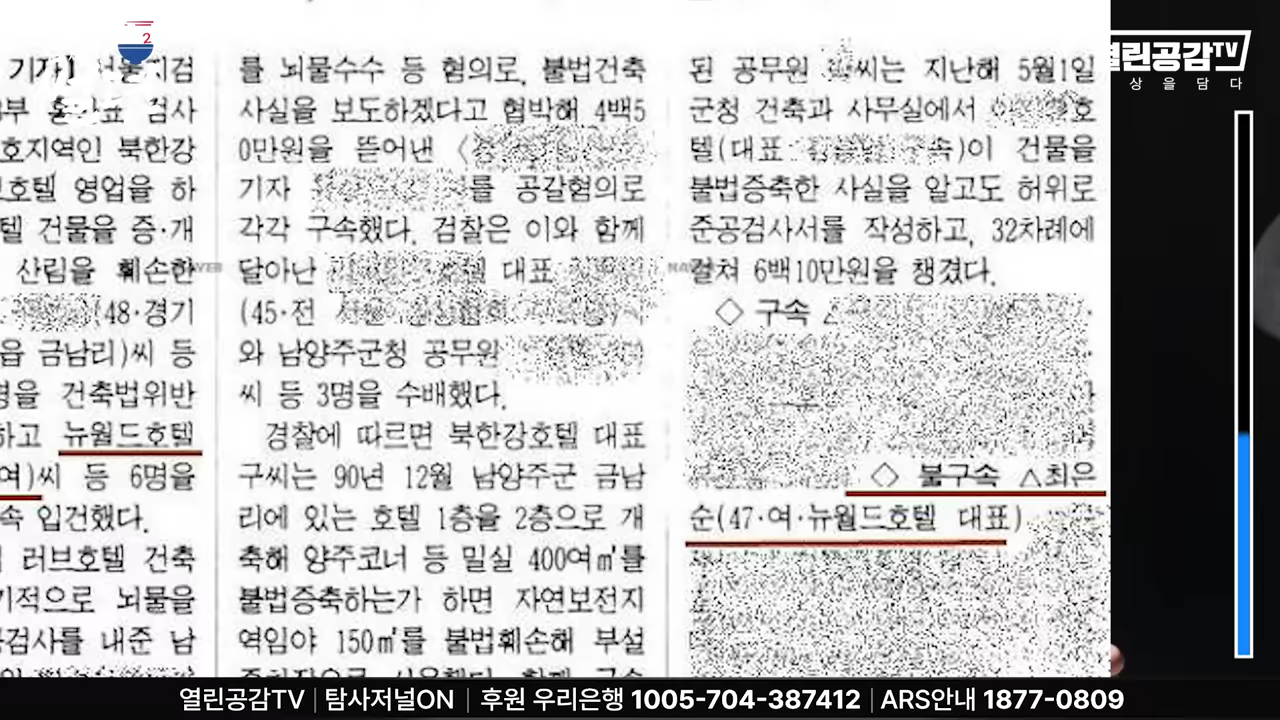 기자]
지검
검사
호지역인 북한강
호텔 영업을 하
텔 건물을 증·개
산림을 훼손한
(48·경기
읍 금남리)씨 등
명을 건축법위반
하고 뉴월드호텔
여)씨 등 6명을
속 입건했다.
러브호텔 건축
기적으로 뇌물을
검사를 내준 남
를 뇌물수수 등 혐의로, 불법건축
사실을 보도하겠다고 협박해 4백5
0만원을 뜯어낸 〈
기자 를 공갈혐의로
각각 구속했다. 검찰은 이와 함께
달아난 대표
(45·전
와 남양주군청 공무원
씨 등 3명을 수배했다.
경찰에 따르면 북한강호텔 대표
구씨는 90년 12월 남양주군 금남
리에 있는 호텔 1층을 2층으로 개
축해 양주코너 등 밀실 400여㎡를
불법증축하는가 하면 자연보전지
역임야 150㎡를 불법훼손해 부설
된 공무원 씨는 지난해 5월1일
군청 건축과 사무실에서 호
텔(대표 속)이 건물을
불법증축한 사실을 알고도 허위로
준공검사서를 작성하고, 32차례에
걸쳐 6백10만원을 챙겼다.
◇ 구속
◇ 불구속 △최은
순(47·여·뉴월드호텔 대표)
열린공감TV
상을 담다
열린공감TV | 탐사저널ON | 후원 우리은행 1005-704-387412 | ARS안내 1877-0809